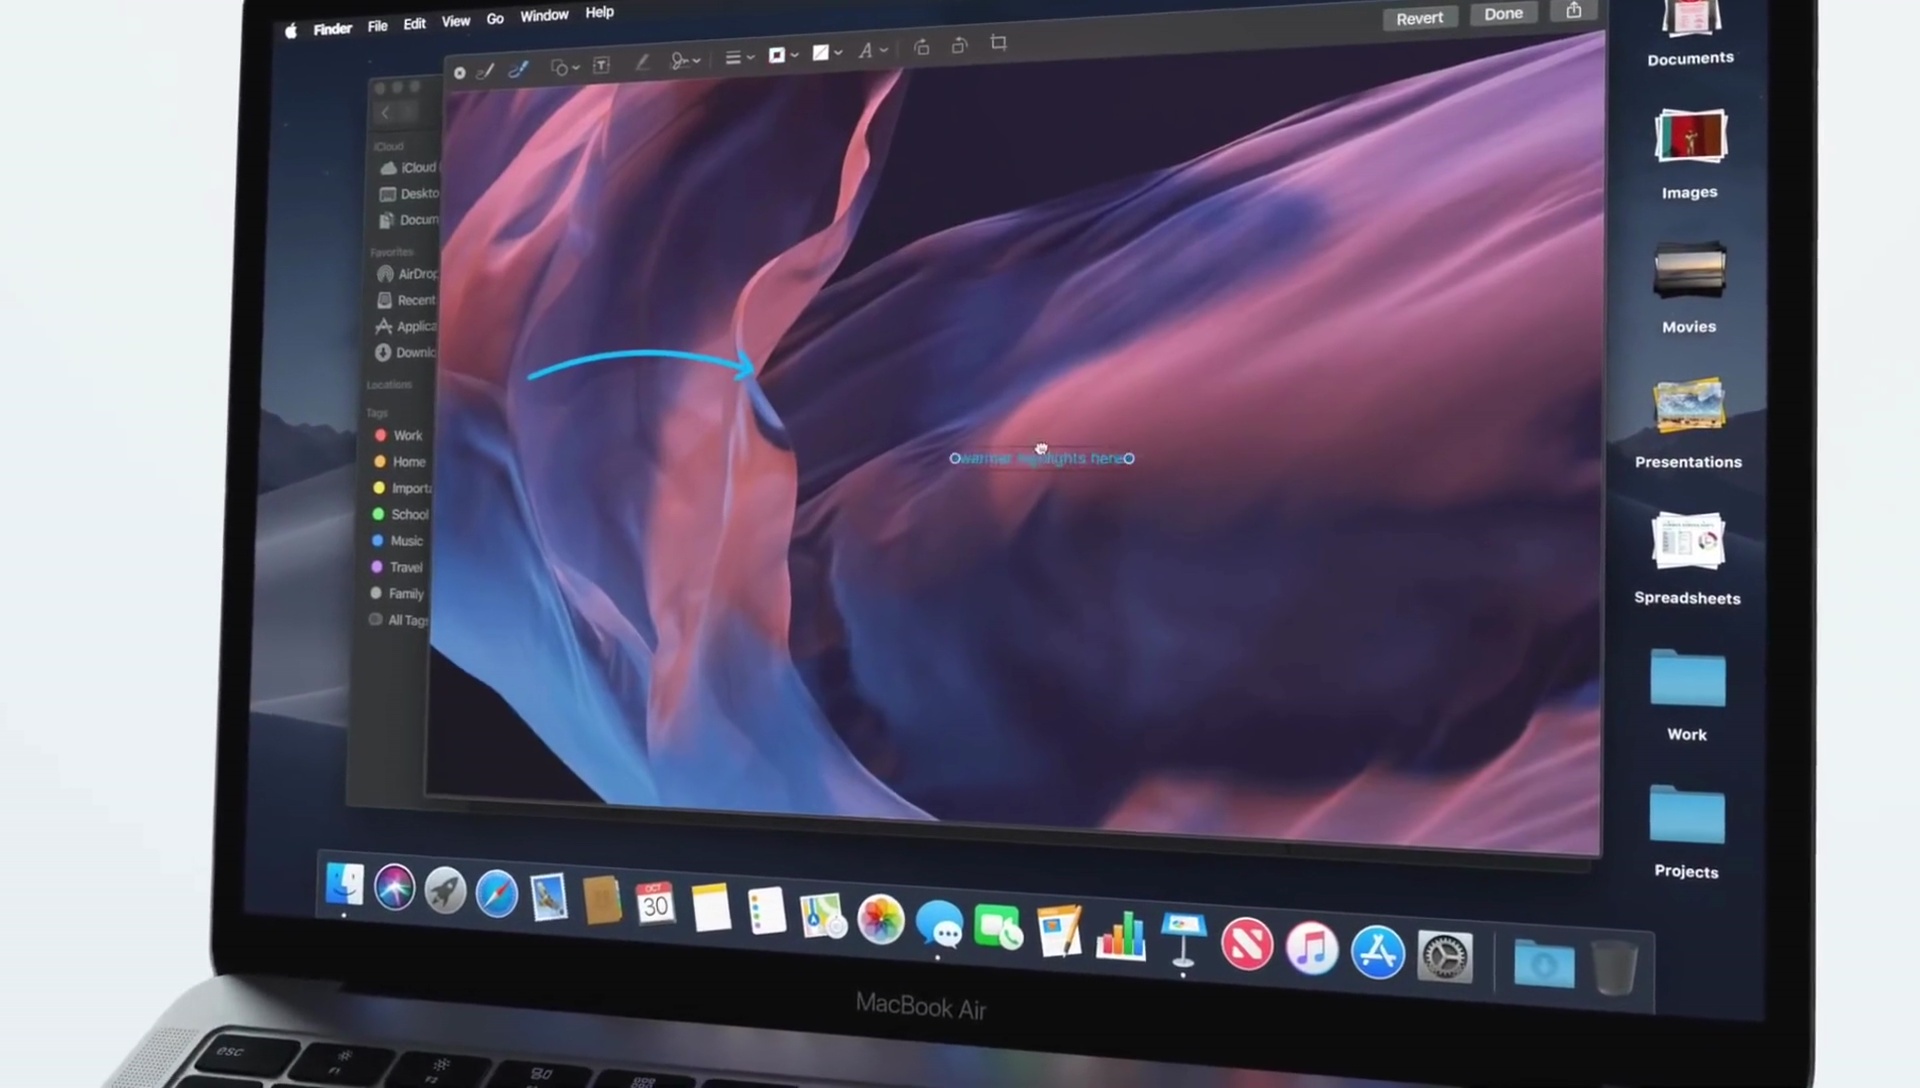 Finder File Edit View Go Window Help
Revert Done
Documents
iCloud
iCloud
Deskto
Docum
Favorites
AirDrop
Recent
Applica
Downlo
Locations
Tags
Work
Home
Importa
School
Music
Travel
Family
All Tags
warmer highlights here
Images
Movies
Presentations
Spreadsheets
Work
Projects
OCT
30
MacBook Air
esc
F1
F2